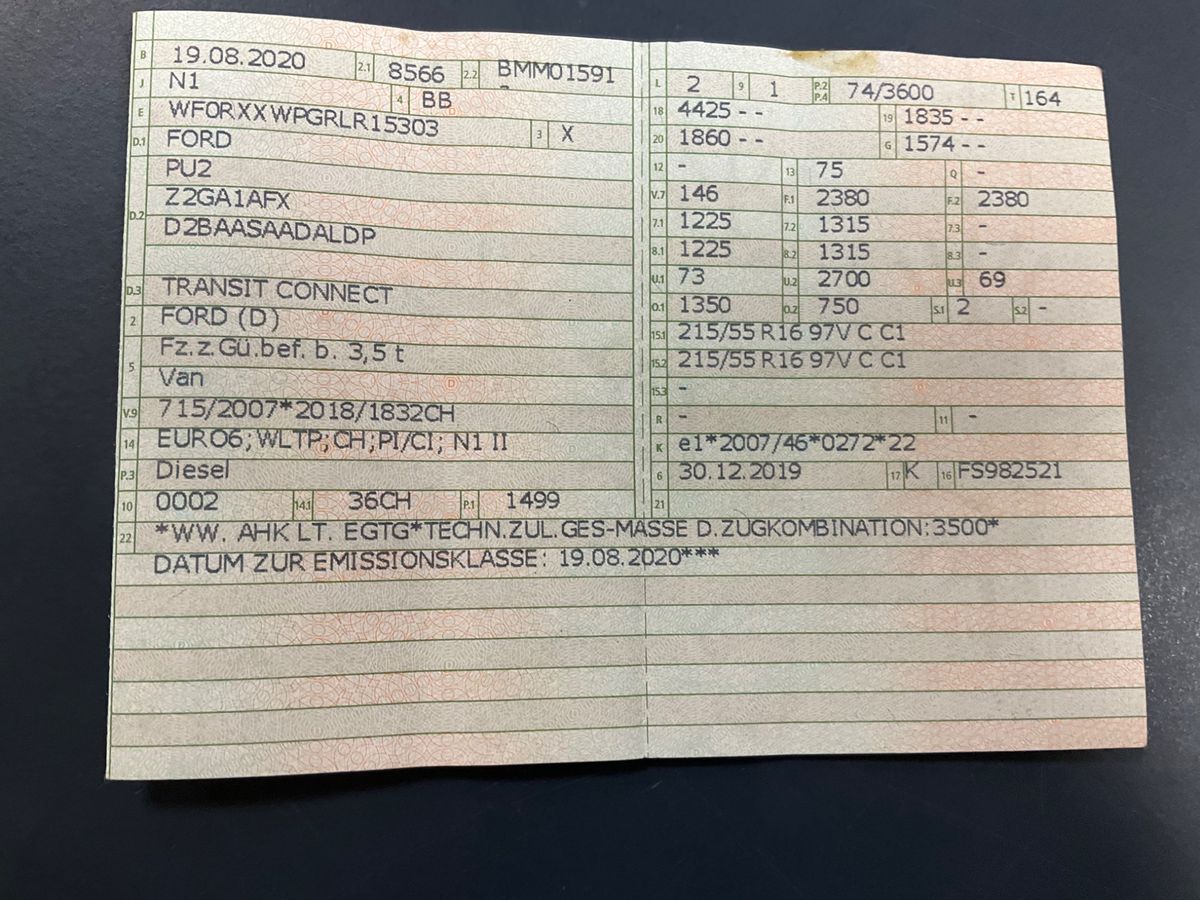 B 19.08.2020 2.1 8566 2.2 BMM01591
J N1 4 BB
E WF0RXXWPGRLR15303 3 X
D.1 FORD
D.2 PU2
Z2GA1AFX
D2BAASAADALDP
D.3 TRANSIT CONNECT
2 FORD (D)
5 Fz.z.Gü.bef. b. 3,5 t
Van
V.9 715/2007*2018/1832CH
14 EURO6;WLTP;CH;PI/CI; N1 II
P.3 Diesel
10 0002 14.1 36CH P.1 1499
L 2 9 1 P.2 P.4 74/3600 T 164
18 4425 - - 19 1835 - -
20 1860 - - G 1574 - -
12 - 13 75 Q -
V.7 146 F.1 2380 F.2 2380
7.1 1225 7.2 1315 7.3 -
8.1 1225 8.2 1315 8.3 -
U.1 73 U.2 2700 U.3 69
O.1 1350 O.2 750 S.1 2 S.2 -
15.1 215/55 R16 97V C C1
15.2 215/55 R16 97V C C1
15.3 -
R - 11 -
K e1*2007/46*0272*22
6 30.12.2019 17 K 16 FS982521
21
22 *WW. AHK LT. EGTG*TECHN.ZUL.GES-MASSE D.ZUGKOMBINATION:3500*
DATUM ZUR EMISSIONSKLASSE: 19.08.2020***